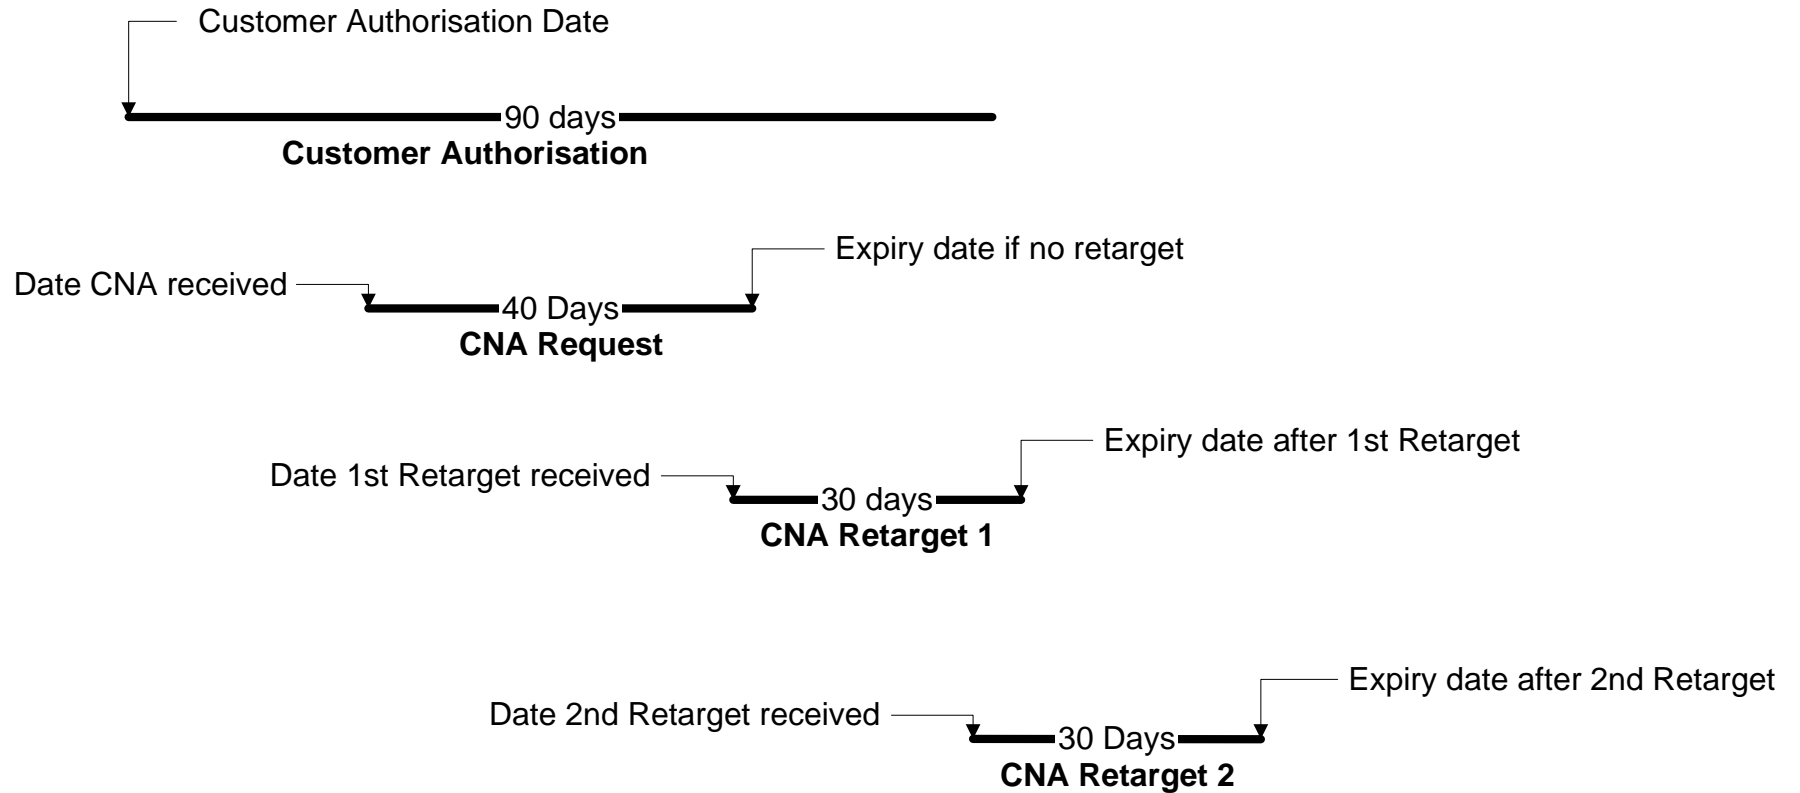 Customer Authorisation Date
90 days
Customer Authorisation
Expiry date if no retarget
Date CNA received
40 Days
CNA Request
Expiry date after 1st Retarget
Date 1st Retarget received
30 days
CNA Retarget 1
Expiry date after 2nd Retarget
Date 2nd Retarget received
30 Days
CNA Retarget 2